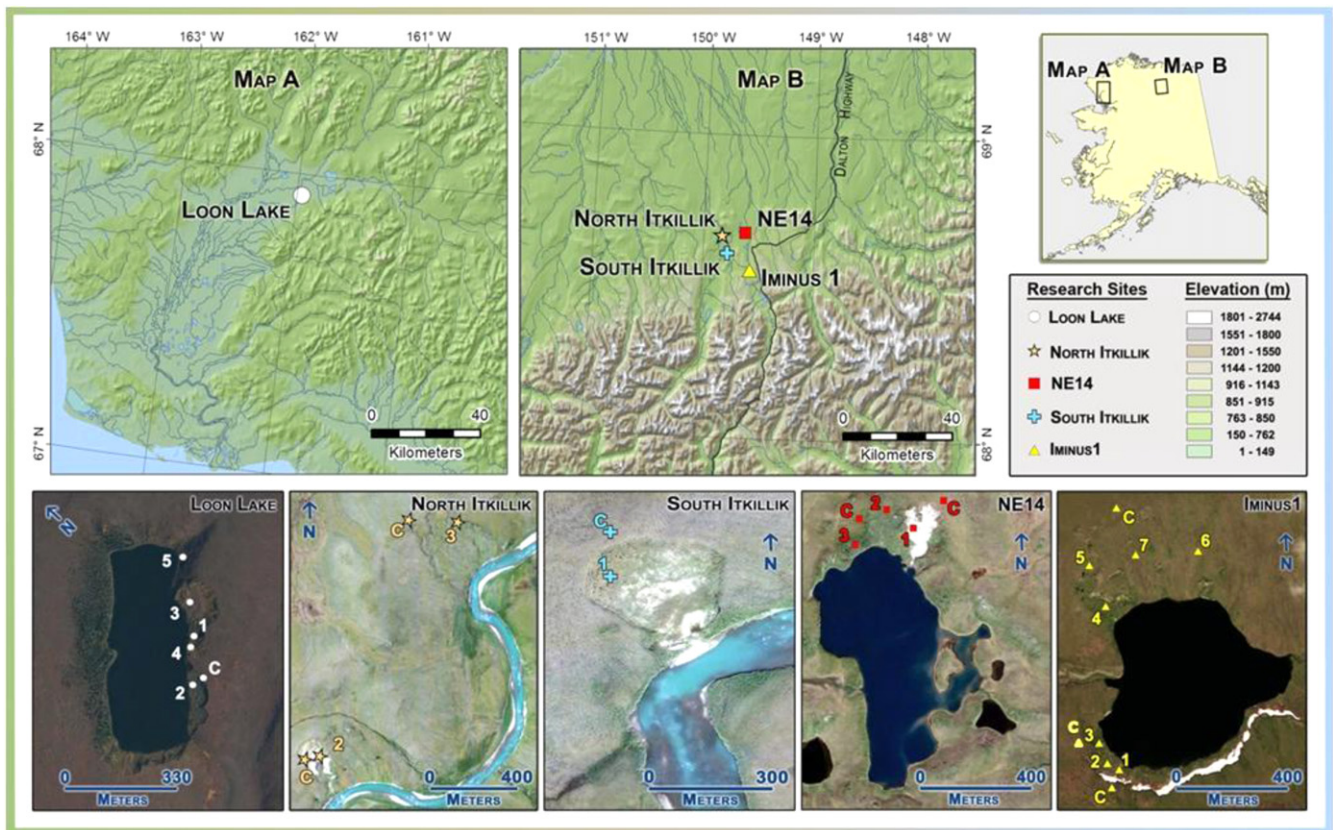 164° W 163° W 162° W 161° W
MAP A
68° N
LOON LAKE
67° N
0 40
KILOMETERS
151° W 150° W 149° W 148° W
MAP B
DALTON HIGHWAY
69° N
NORTH ITKILLIK
NE14
SOUTH ITKILLIK
IMINUS 1
68° N
0 40
KILOMETERS
MAP A
MAP B
Research Sites
LOON LAKE
NORTH ITKILLIK
NE14
SOUTH ITKILLIK
IMINUS1
Elevation (m)
1801 - 2744
1551 - 1800
1201 - 1550
1144 - 1200
916 - 1143
851 - 915
763 - 850
150 - 762
1 - 149
LOON LAKE
N
5
3
1
4
C
2
0 330
METERS
NORTH ITKILLIK
N
C
3
2
C
0 400
METERS
SOUTH ITKILLIK
N
C
1
0 300
METERS
NE14
N
C
2
C
1
3
0 400
METERS
IMINUS1
N
C
7
6
5
4
C
3
2
1
C
0 400
METERS